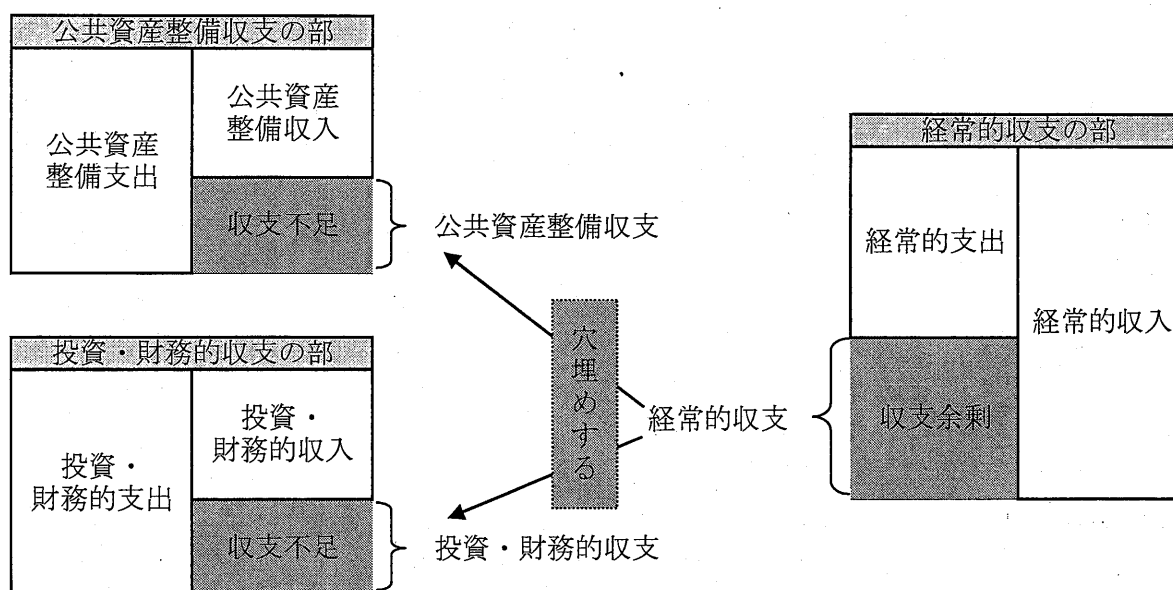 公共資産整備収支の部
公共資産
整備支出
公共資産
整備収入
収支不足
公共資産整備収支
投資・財務的収支の部
投資・
財務的支出
投資・
財務的収入
収支不足
投資・財務的収支
穴埋めする
経常的収支
経常的収支の部
経常的支出
収支余剰
経常的収入